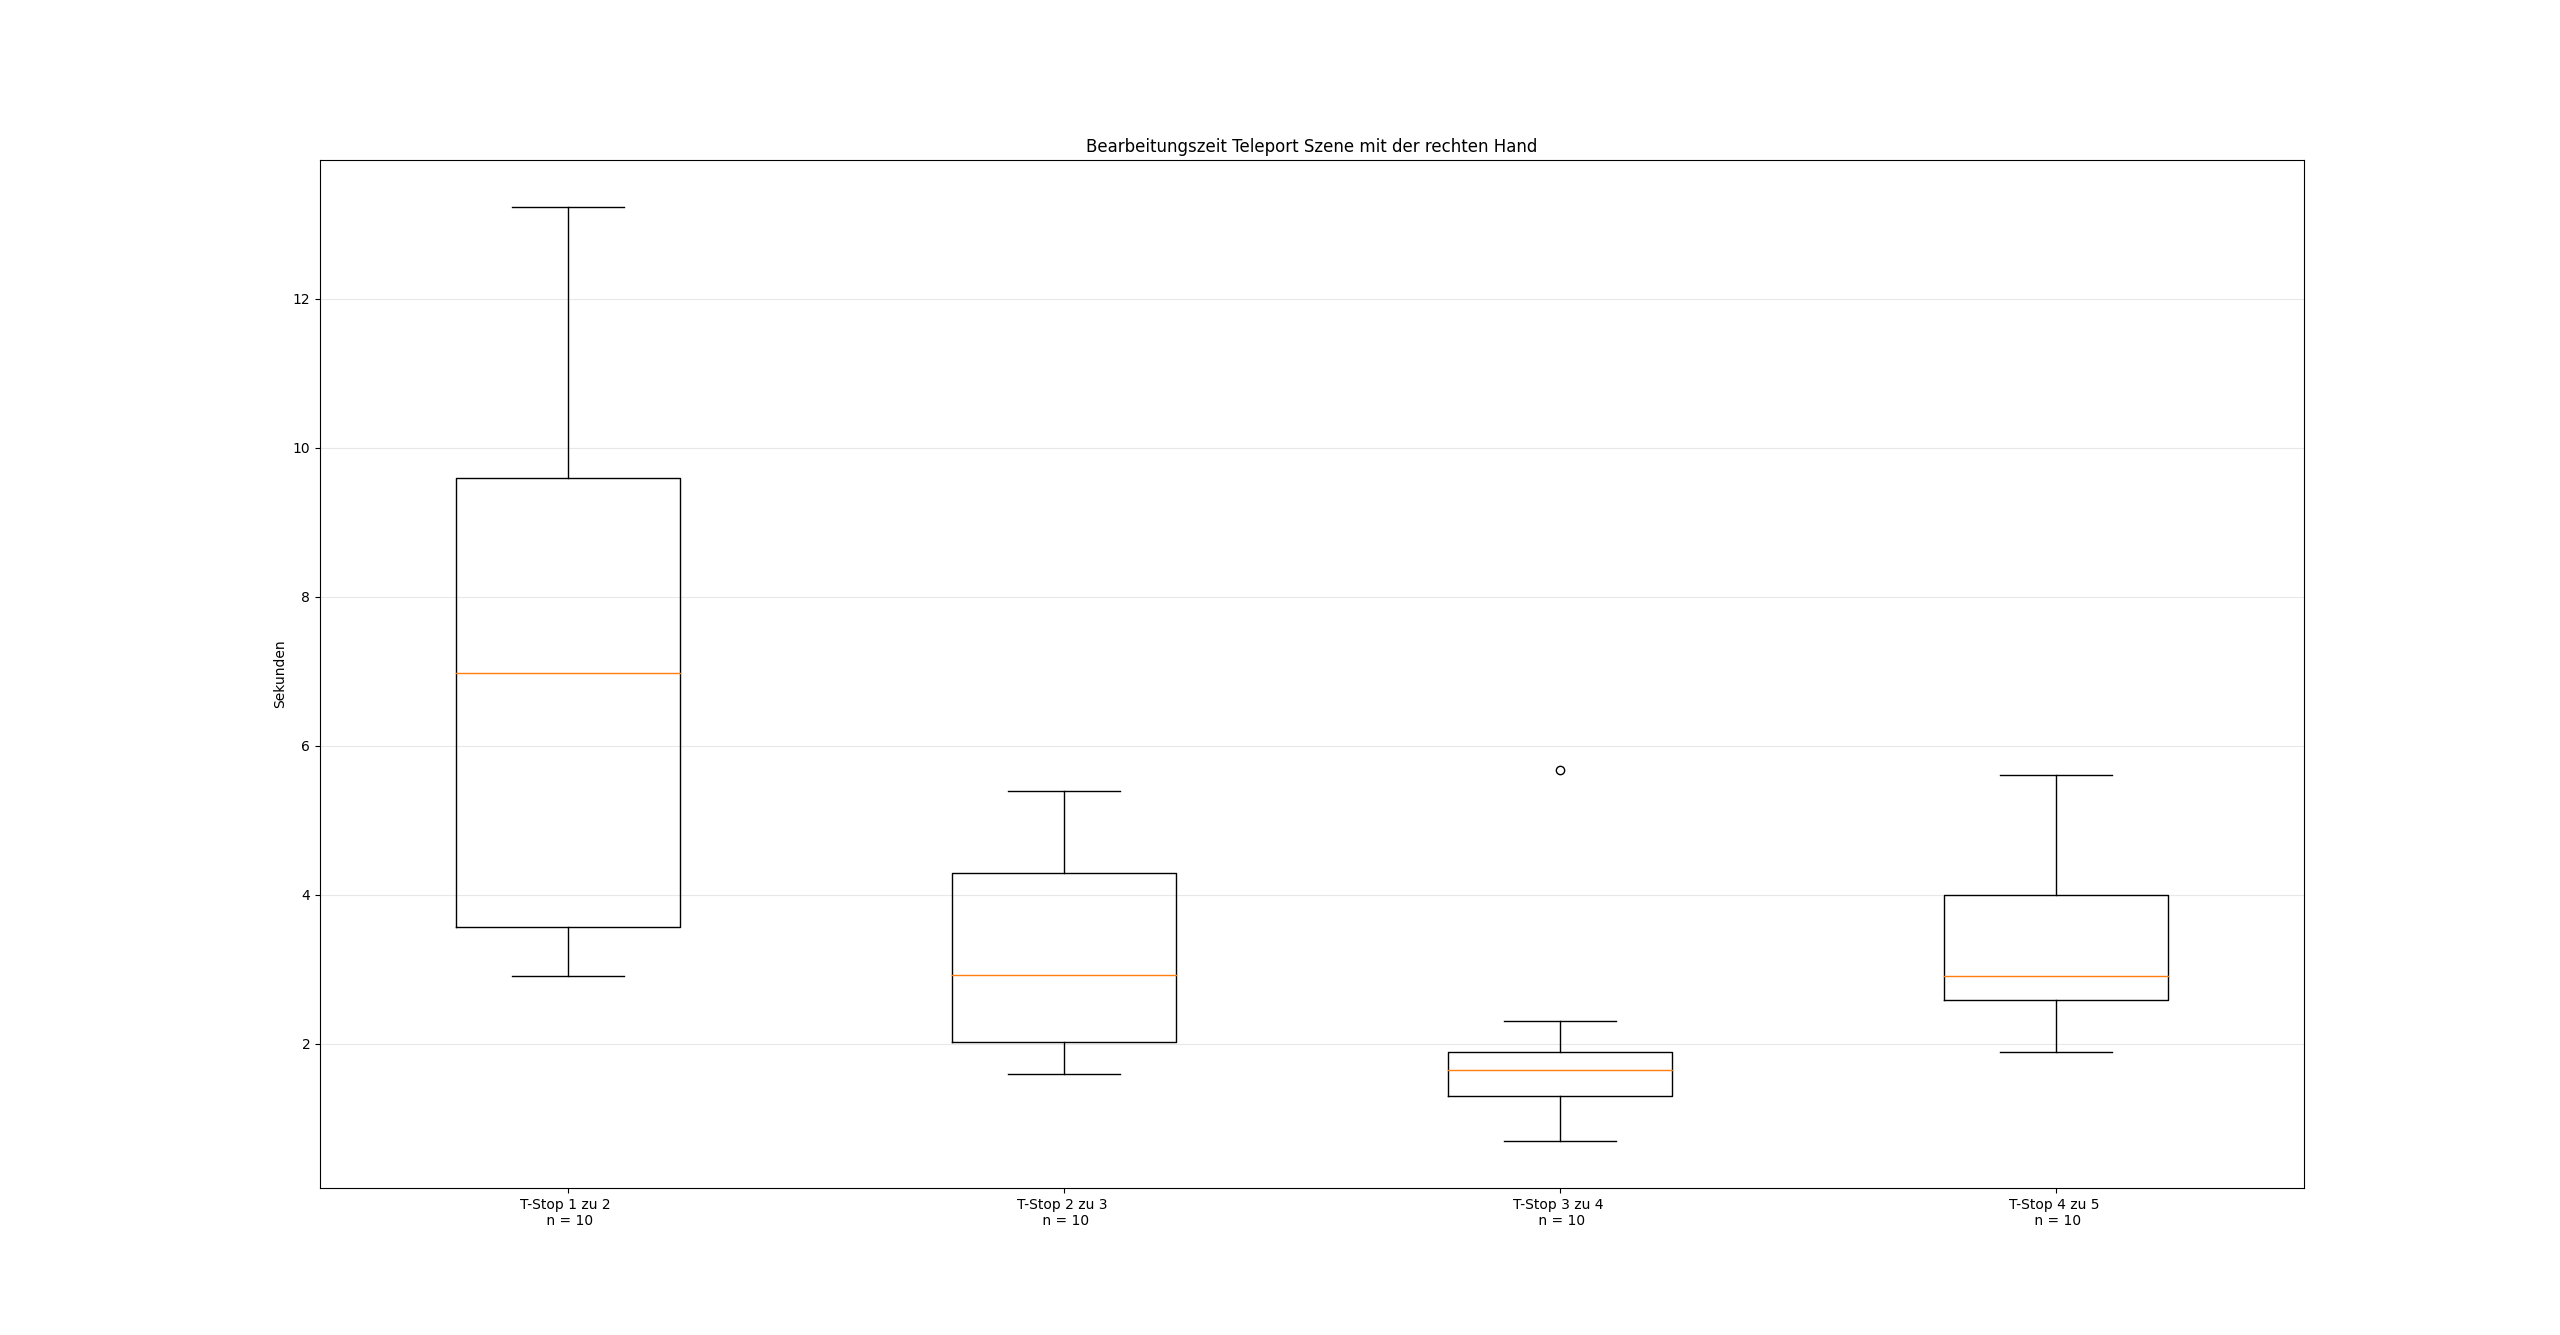 Bearbeitungszeit Teleport Szene mit der rechten Hand
Sekunden
12
10
8
6
4
2
T-Stop 1 zu 2
n = 10
T-Stop 2 zu 3
n = 10
T-Stop 3 zu 4
n = 10
T-Stop 4 zu 5
n = 10